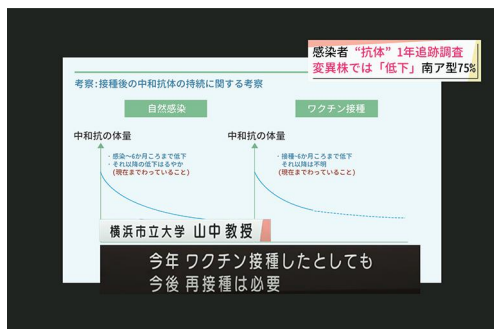 感染者 “抗体” 1年追跡調査
変異株では「低下」南ア型75%
考察:接種後の中和抗体の持続に関する考察
自然感染
ワクチン接種
中和抗の体量
・感染~6か月ころまで低下
・それ以降の低下はるやか
(現在までわっていること)
中和抗の体量
・接種~6か月まで低下
それ以降は不明
(現在までわっていること)
横浜市立大学 山中教授
今年 ワクチン接種したとしても
今後 再接種は必要